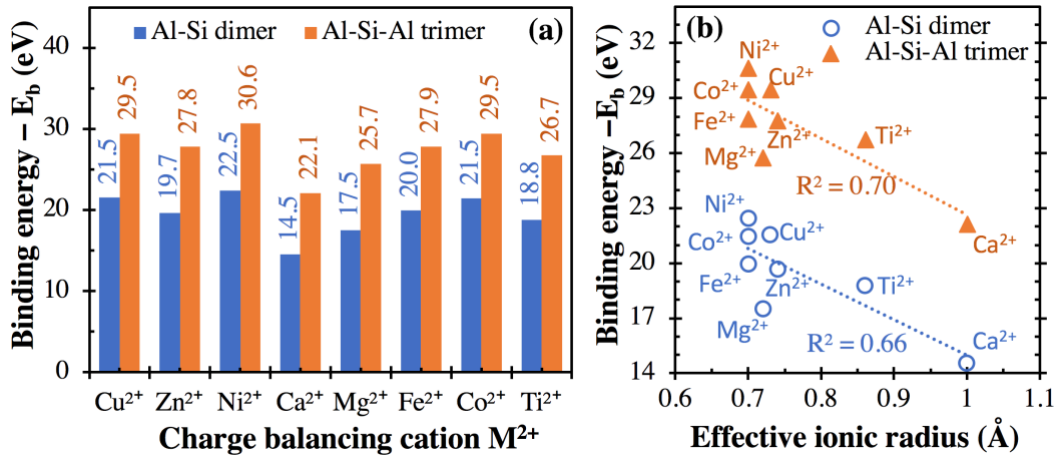 Al-Si dimer
Al-Si-Al trimer
(a)
Binding energy – E_b (eV)
40
30
20
10
0
21.5
29.5
19.7
27.8
22.5
30.6
14.5
22.1
17.5
25.7
20.0
27.9
21.5
29.5
18.8
26.7
Cu²⁺ Zn²⁺ Ni²⁺ Ca²⁺ Mg²⁺ Fe²⁺ Co²⁺ Ti²⁺
Charge balancing cation M²⁺
(b)
Al-Si dimer
Al-Si-Al trimer
Binding energy –E_b (eV)
32
29
26
23
20
17
14
Ni²⁺
Co²⁺
Cu²⁺
Fe²⁺
Zn²⁺
Mg²⁺
Ti²⁺
R² = 0.70
Ca²⁺
Ni²⁺
Co²⁺
Cu²⁺
Fe²⁺
Zn²⁺
Ti²⁺
Mg²⁺
R² = 0.66
Ca²⁺
0.6 0.7 0.8 0.9 1 1.1
Effective ionic radius (Å)